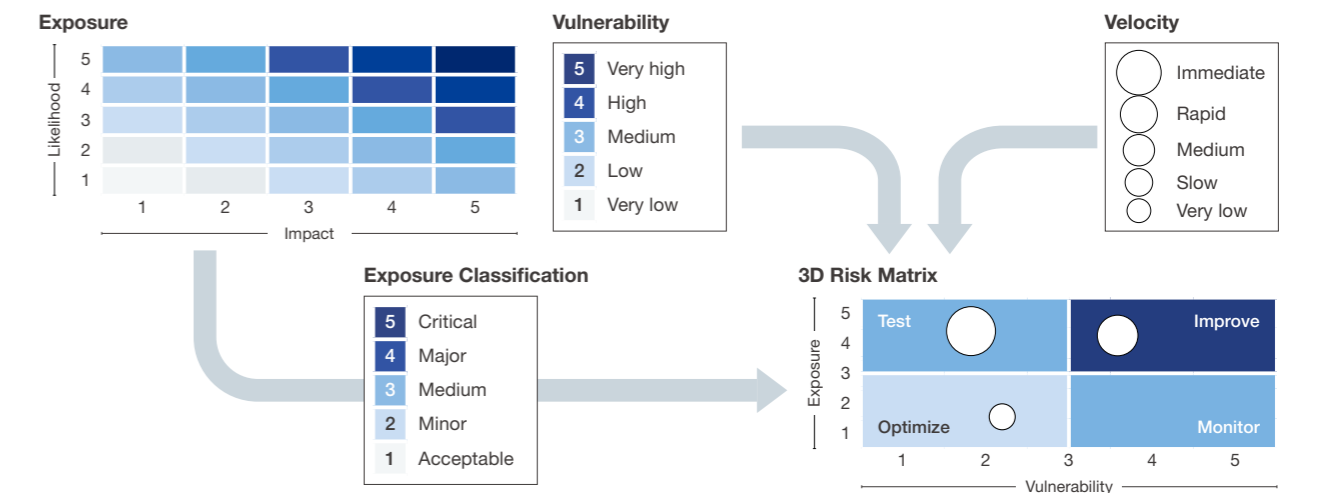 Exposure
Likelihood
5
4
3
2
1
1 2 3 4 5
Impact
Vulnerability
5 Very high
4 High
3 Medium
2 Low
1 Very low
Velocity
Immediate
Rapid
Medium
Slow
Very low
Exposure Classification
5 Critical
4 Major
3 Medium
2 Minor
1 Acceptable
3D Risk Matrix
Exposure
5
4
3
2
1
Test
Improve
Optimize
Monitor
1 2 3 4 5
Vulnerability